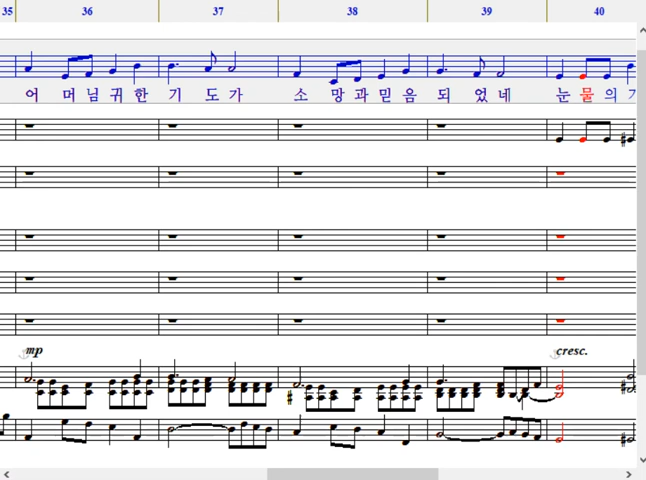 35 36 37 38 39 40
어 머 님 귀 한 기 도 가 소 망 과 믿 음 되 었 네 눈 물 의 기
mp cresc.